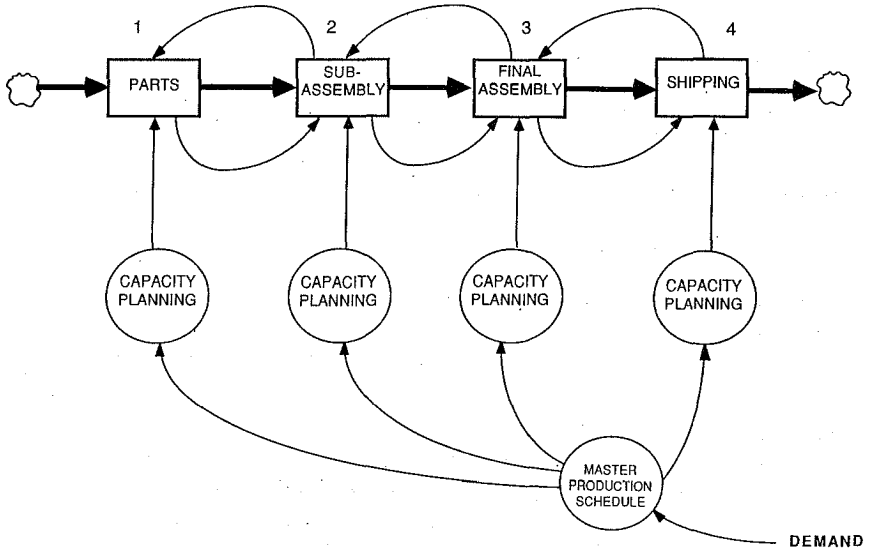 1
2
3
4
PARTS
SUB-
ASSEMBLY
FINAL
ASSEMBLY
SHIPPING
CAPACITY
PLANNING
CAPACITY
PLANNING
CAPACITY
PLANNING
CAPACITY
PLANNING
MASTER
PRODUCTION
SCHEDULE
DEMAND